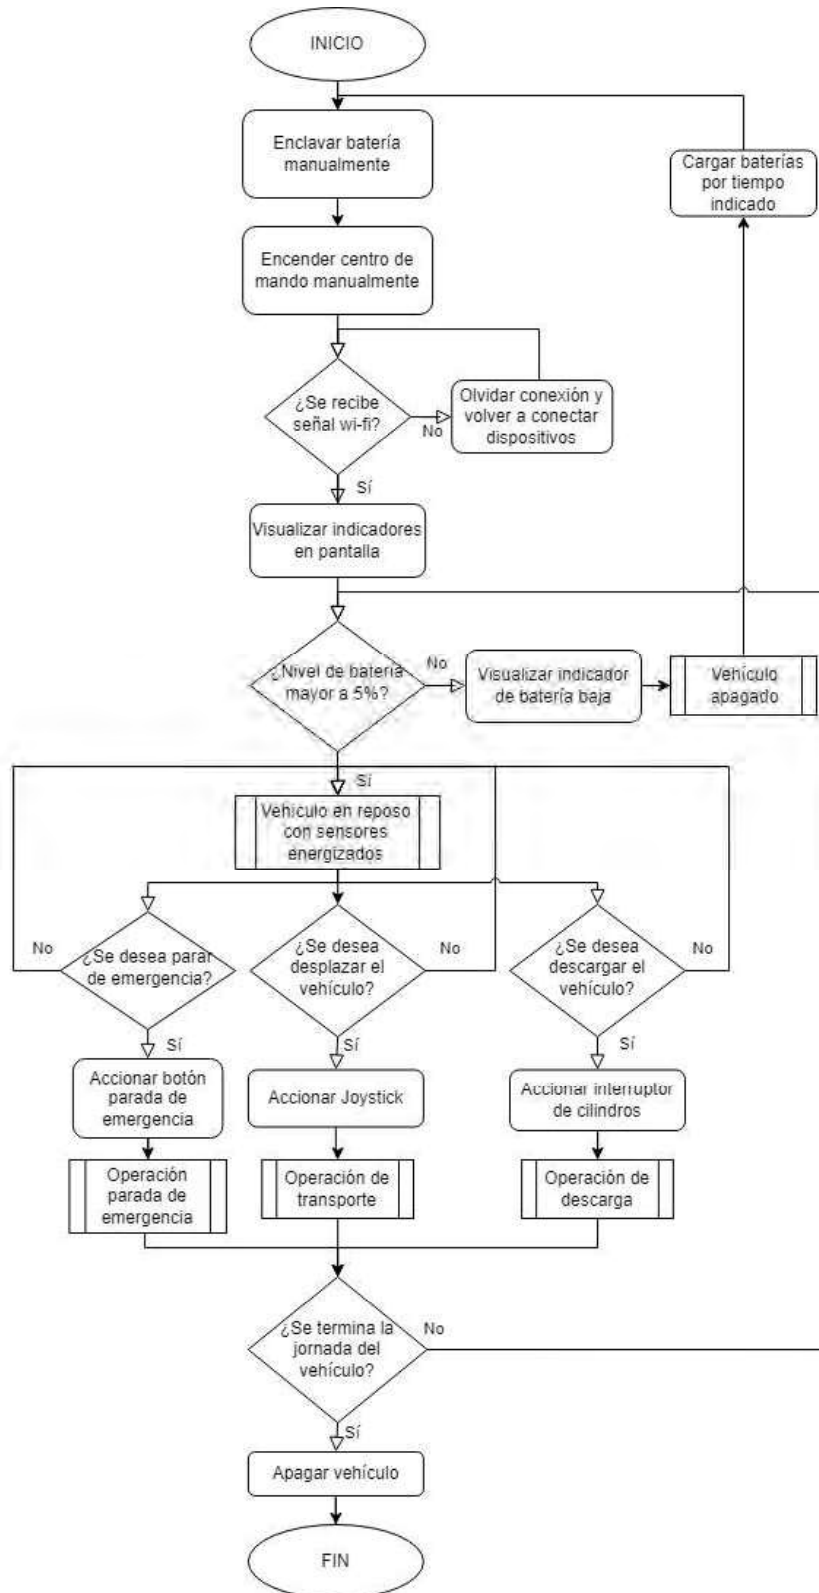 INICIO
Enclavar batería
manualmente
Cargar baterías
por tiempo
indicado
Encender centro de
mando manualmente
¿Se recibe
señal wi-fi?
No
Olvidar conexión y
volver a conectar
dispositivos
Sí
Visualizar indicadores
en pantalla
¿Nivel de batería
mayor a 5%?
No
Visualizar indicador
de batería baja
Vehículo
apagado
Sí
Vehículo en reposo
con sensores
energizados
No
¿Se desea parar
de emergencia?
¿Se desea
desplazar el
vehículo?
No
¿Se desea
descargar el
vehículo?
No
Sí
Sí
Sí
Accionar botón
parada de
emergencia
Accionar Joystick
Accionar interruptor
de cilindros
Operación
parada de
emergencia
Operación de
transporte
Operación de
descarga
¿Se termina la
jornada del
vehículo?
No
Sí
Apagar vehículo
FIN